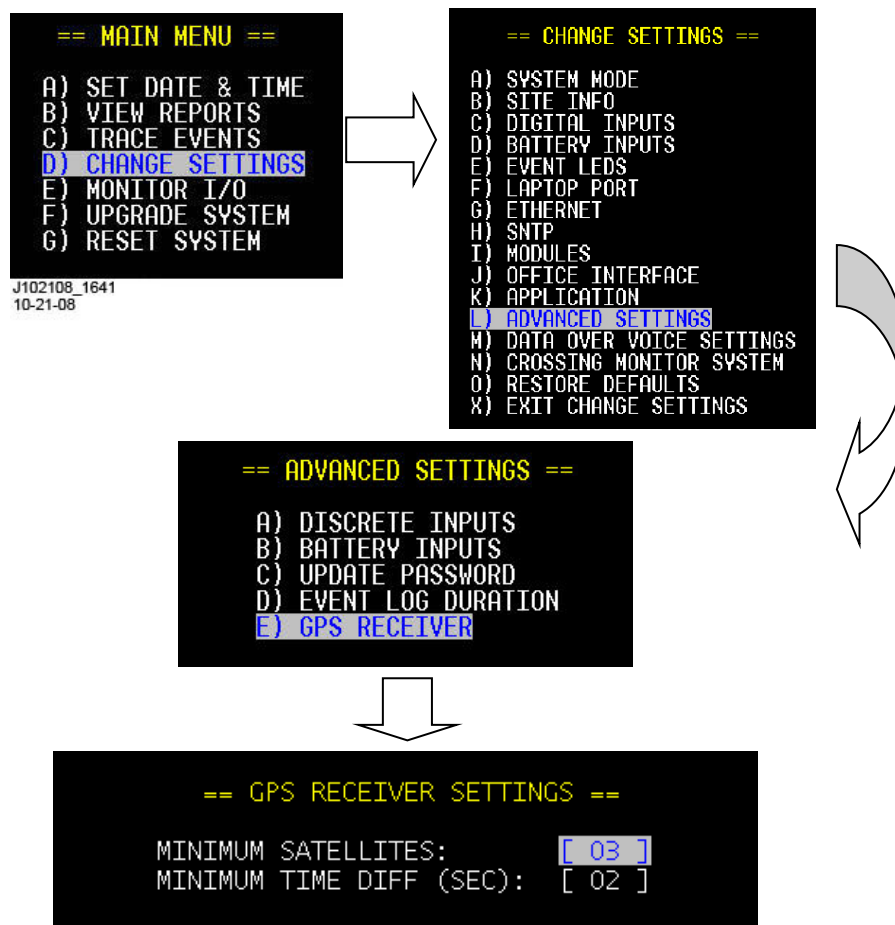 == MAIN MENU ==
A) SET DATE & TIME
B) VIEW REPORTS
C) TRACE EVENTS
D) CHANGE SETTINGS
E) MONITOR I/O
F) UPGRADE SYSTEM
G) RESET SYSTEM
J102108_1641
10-21-08
== CHANGE SETTINGS ==
A) SYSTEM MODE
B) SITE INFO
C) DIGITAL INPUTS
D) BATTERY INPUTS
E) EVENT LEDS
F) LAPTOP PORT
G) ETHERNET
H) SNTP
I) MODULES
J) OFFICE INTERFACE
K) APPLICATION
L) ADVANCED SETTINGS
M) DATA OVER VOICE SETTINGS
N) CROSSING MONITOR SYSTEM
O) RESTORE DEFAULTS
X) EXIT CHANGE SETTINGS
== ADVANCED SETTINGS ==
A) DISCRETE INPUTS
B) BATTERY INPUTS
C) UPDATE PASSWORD
D) EVENT LOG DURATION
E) GPS RECEIVER
== GPS RECEIVER SETTINGS ==
MINIMUM SATELLITES: [ 03 ]
MINIMUM TIME DIFF (SEC): [ 02 ]